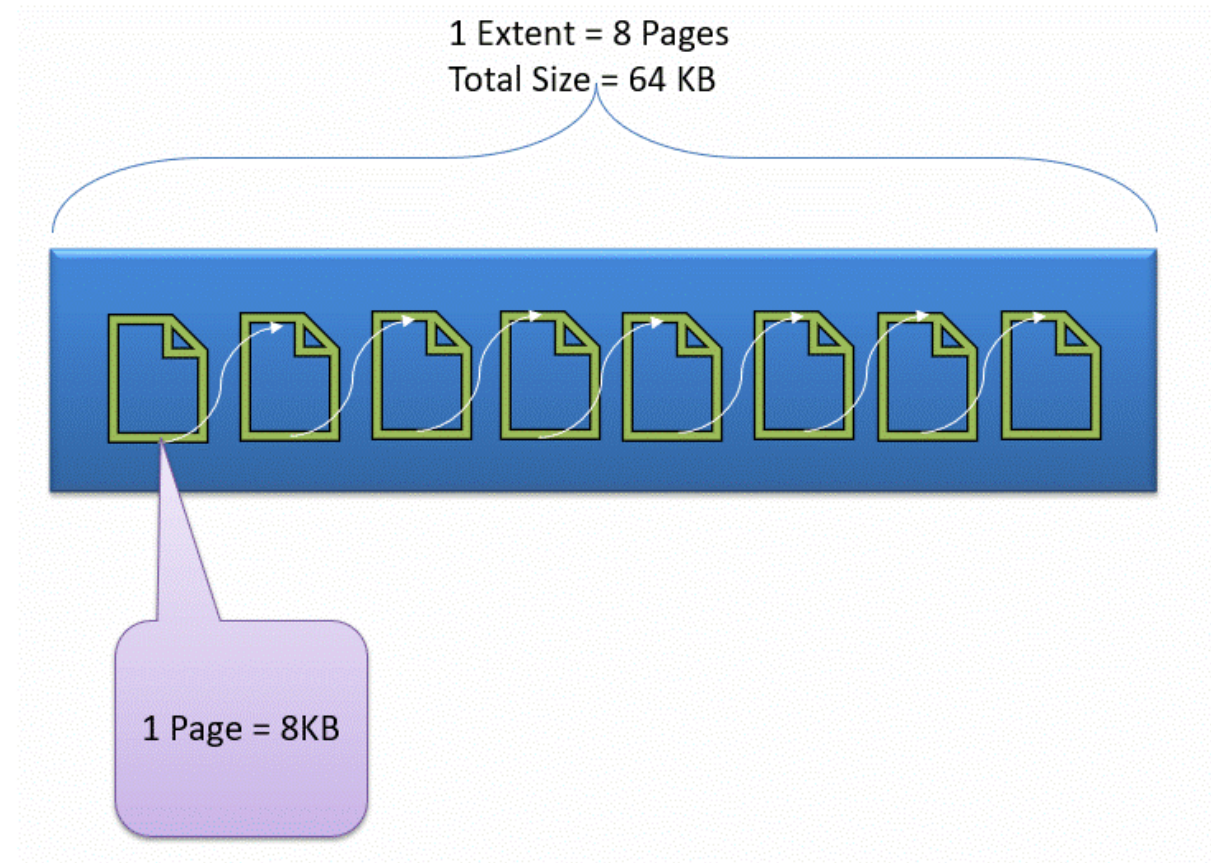 1 Extent = 8 Pages
Total Size = 64 KB
1 Page = 8KB